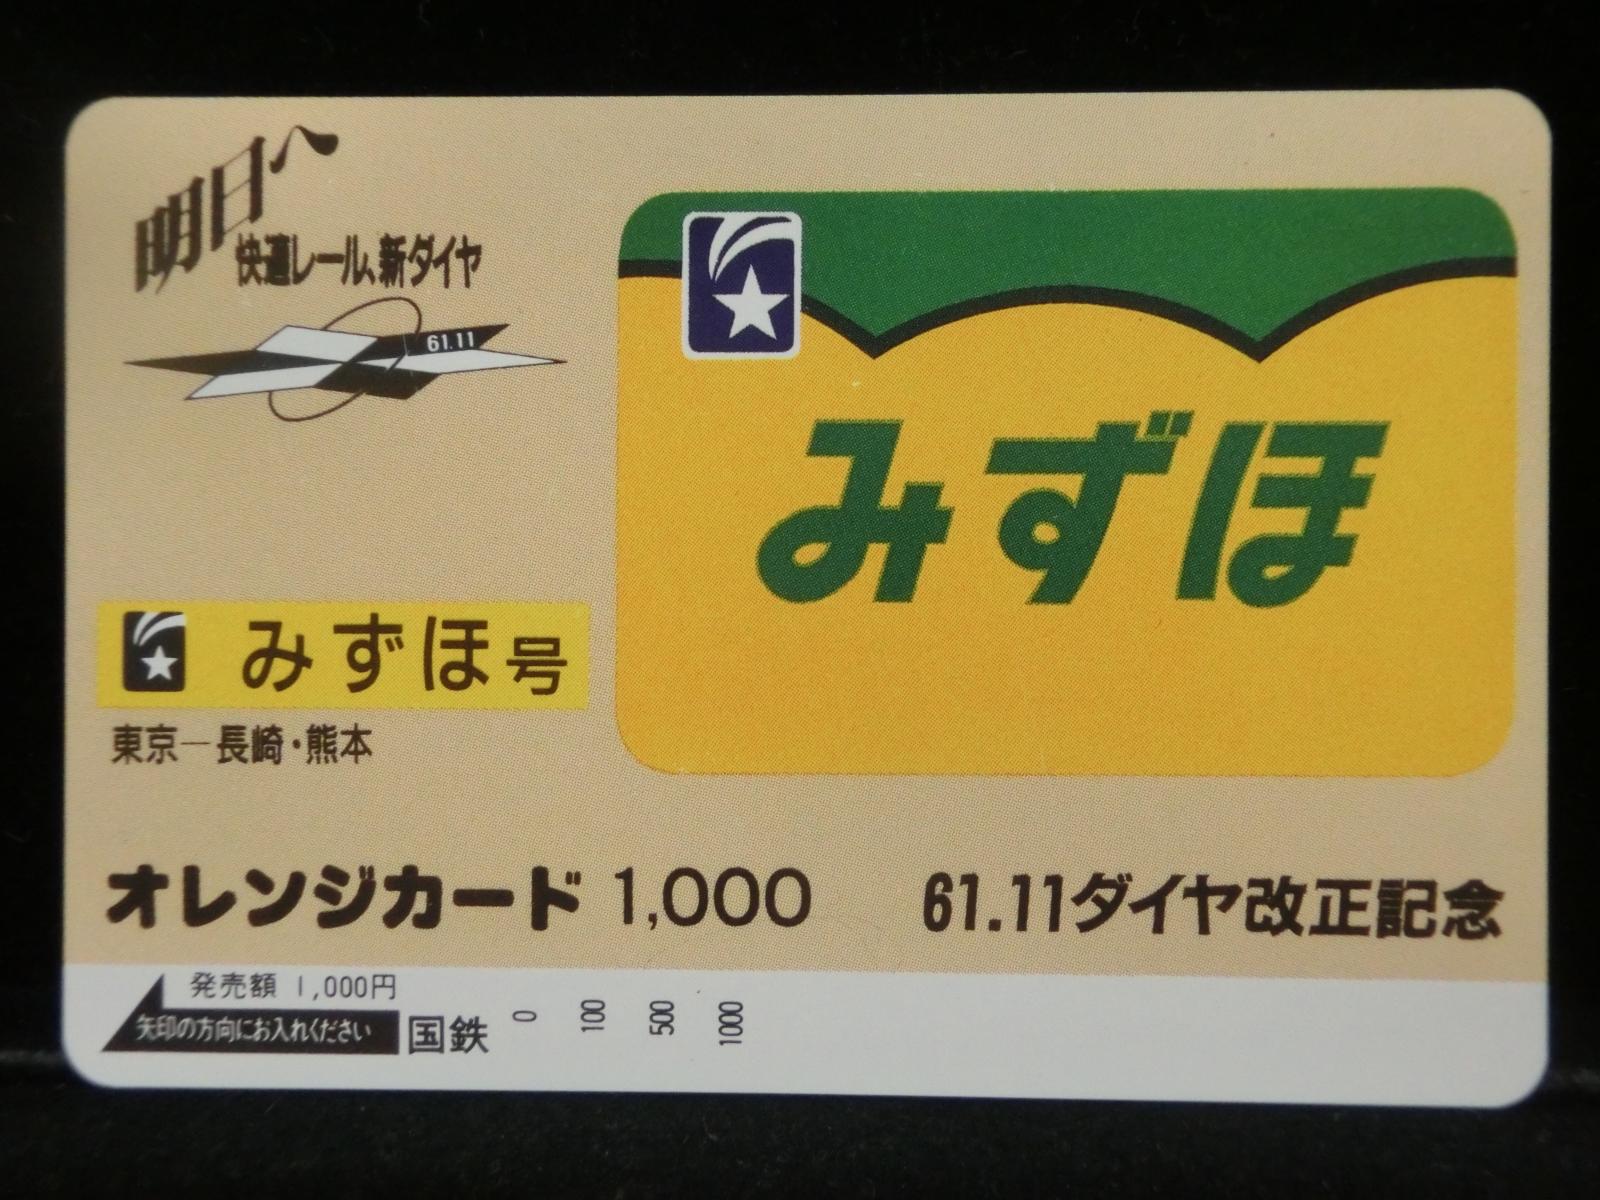 明日へ
快適レール、新ダイヤ
61.11
みずほ
みずほ号
東京―長崎・熊本
オレンジカード 1,000
61.11ダイヤ改正記念
発売額 1,000円
矢印の方向にお入れください
国鉄 0 100 500 1000